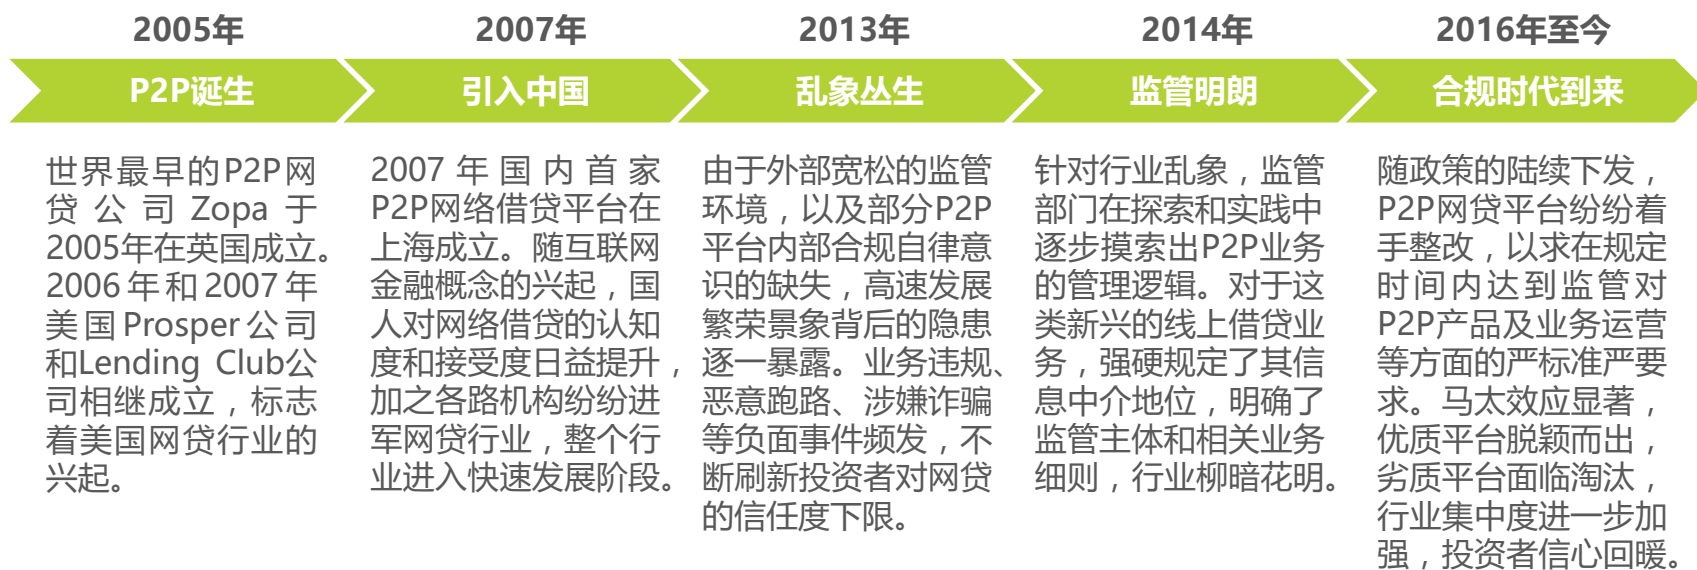 2005年
2007年
2013年
2014年
2016年至今
P2P诞生
引入中国
乱象丛生
监管明朗
合规时代到来
世界最早的P2P网
贷公司Zopa于
2005年在英国成立。
2006年和2007年
美国Prosper公司
和Lending Club公
司相继成立，标志
着美国网贷行业的
兴起。
2007年国内首家
P2P网络借贷平台在
上海成立。随互联网
金融概念的兴起，国
人对网络借贷的认知
度和接受度日益提升，
加之各路机构纷纷进
军网贷行业，整个行
业进入快速发展阶段。
由于外部宽松的监管
环境，以及部分P2P
平台内部合规自律意
识的缺失，高速发展
繁荣景象背后的隐患
逐一暴露。业务违规、
恶意跑路、涉嫌诈骗
等负面事件频发，不
断刷新投资者对网贷
的信任度下限。
针对行业乱象，监管
部门在探索和实践中
逐步摸索出P2P业务
的管理逻辑。对于这
类新兴的线上借贷业
务，强硬规定了其信
息中介地位，明确了
监管主体和相关业务
细则，行业柳暗花明。
随政策的陆续下发，
P2P网贷平台纷纷着
手整改，以求在规定
时间内达到监管对
P2P产品及业务运营
等方面的严标准严要
求。马太效应显著，
优质平台脱颖而出，
劣质平台面临淘汰，
行业集中度进一步加
强，投资者信心回暖。